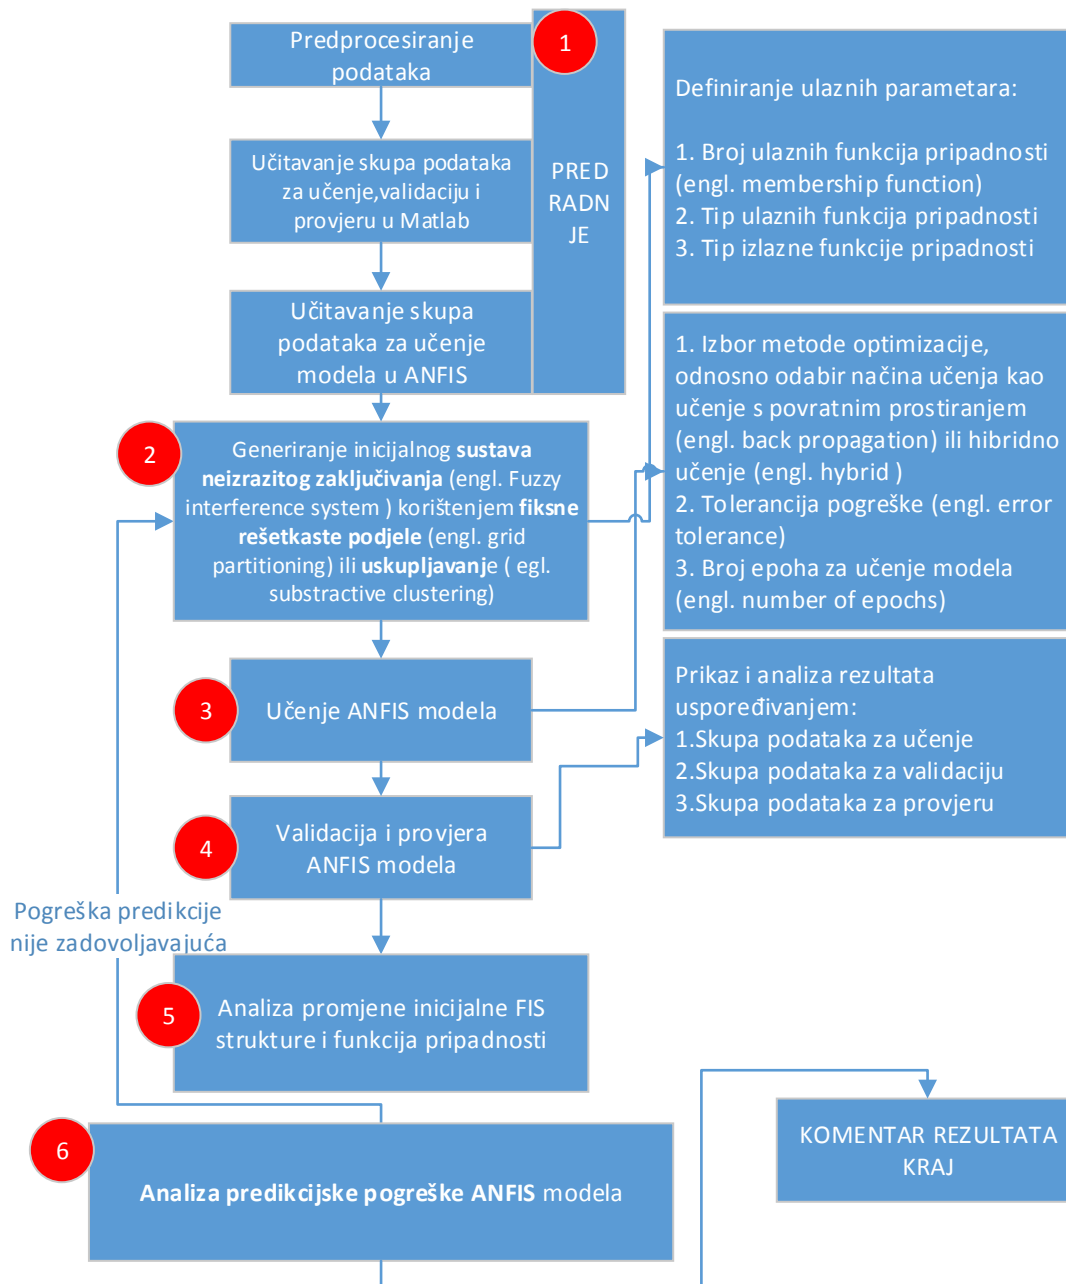 1
Predprocesiranje
podataka
Učitavanje skupa podataka
za učenje,validaciju i
provjeru u Matlab
Učitavanje skupa
podataka za učenje
modela u ANFIS
PRED
RADN
JE
Definiranje ulaznih parametara:
1. Broj ulaznih funkcija pripadnosti
(engl. membership function)
2. Tip ulaznih funkcija pripadnosti
3. Tip izlazne funkcije pripadnosti
2
Generiranje inicijalnog sustava
neizrazitog zaključivanja (engl. Fuzzy
interference system ) korištenjem fiksne
rešetkaste podjele (engl. grid
partitioning) ili uskupljavanje ( egl.
substractive clustering)
1. Izbor metode optimizacije,
odnosno odabir načina učenja kao
učenje s povratnim prostiranjem
(engl. back propagation) ili hibridno
učenje (engl. hybrid )
2. Tolerancija pogreške (engl. error
tolerance)
3. Broj epoha za učenje modela
(engl. number of epochs)
3
Učenje ANFIS modela
Prikaz i analiza rezultata
uspoređivanjem:
1.Skupa podataka za učenje
2.Skupa podataka za validaciju
3.Skupa podataka za provjeru
4
Validacija i provjera
ANFIS modela
Pogreška predikcije
nije zadovoljavajuća
5
Analiza promjene inicijalne FIS
strukture i funkcija pripadnosti
6
Analiza predikcijske pogreške ANFIS modela
KOMENTAR REZULTATA
KRAJ